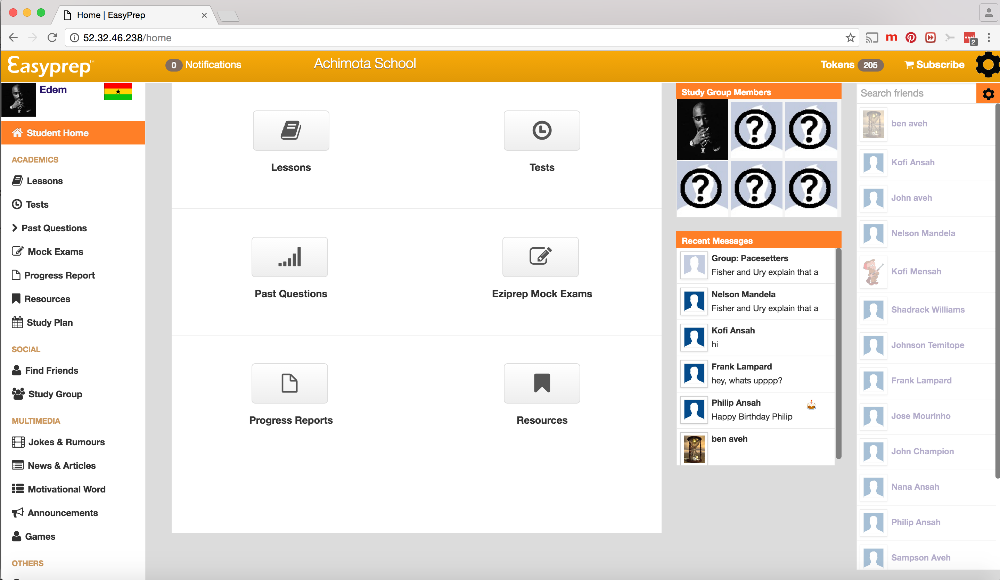 Home | EasyPrep
52.32.46.238/home
2
Easyprep™
0 Notifications
Achimota School
Tokens 205
Subscribe
Edem
Student Home
ACADEMICS
Lessons
Tests
Past Questions
Mock Exams
Progress Report
Resources
Study Plan
SOCIAL
Find Friends
Study Group
MULTIMEDIA
Jokes & Rumours
News & Articles
Motivational Word
Announcements
Games
OTHERS
Lessons
Tests
Past Questions
Eziprep Mock Exams
Progress Reports
Resources
Study Group Members
?
?
?
?
?
Recent Messages
Group: Pacesetters
Fisher and Ury explain that a
Nelson Mandela
Fisher and Ury explain that a
Kofi Ansah
hi
Frank Lampard
hey, whats upppp?
Philip Ansah
Happy Birthday Philip
ben aveh
Search friends
ben aveh
Kofi Ansah
John aveh
Nelson Mandela
Kofi Mensah
Shadrack Williams
Johnson Temitope
Frank Lampard
Jose Mourinho
John Champion
Nana Ansah
Philip Ansah
Sampson Aveh